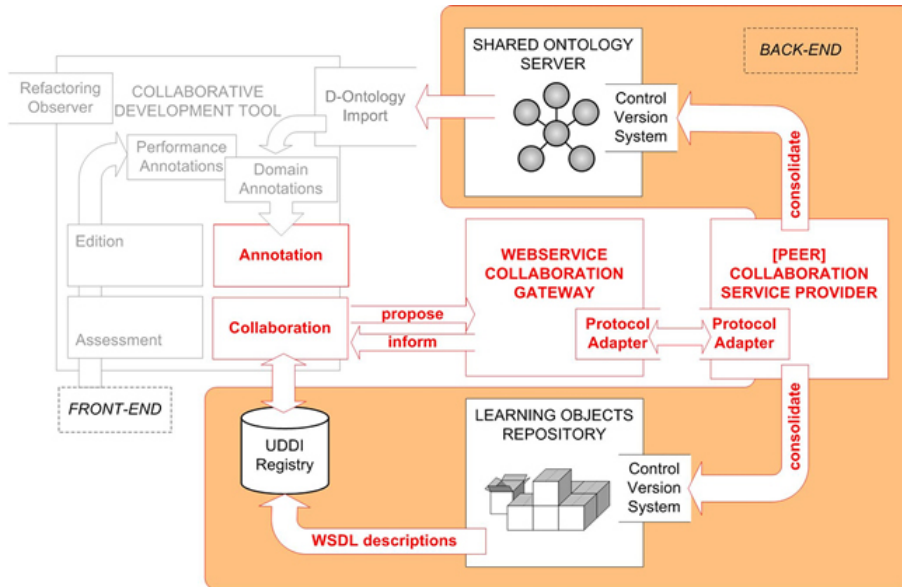 SHARED ONTOLOGY
SERVER
BACK-END
Refactoring
Observer
COLLABORATIVE
DEVELOPMENT TOOL
D-Ontology
Import
Control
Version
System
Performance
Annotations
Domain
Annotations
consolidate
Edition
Annotation
WEBSERVICE
COLLABORATION
GATEWAY
[PEER]
COLLABORATION
SERVICE PROVIDER
Assessment
Collaboration
propose
inform
Protocol
Adapter
Protocol
Adapter
FRONT-END
UDDI
Registry
LEARNING OBJECTS
REPOSITORY
consolidate
Control
Version
System
WSDL descriptions